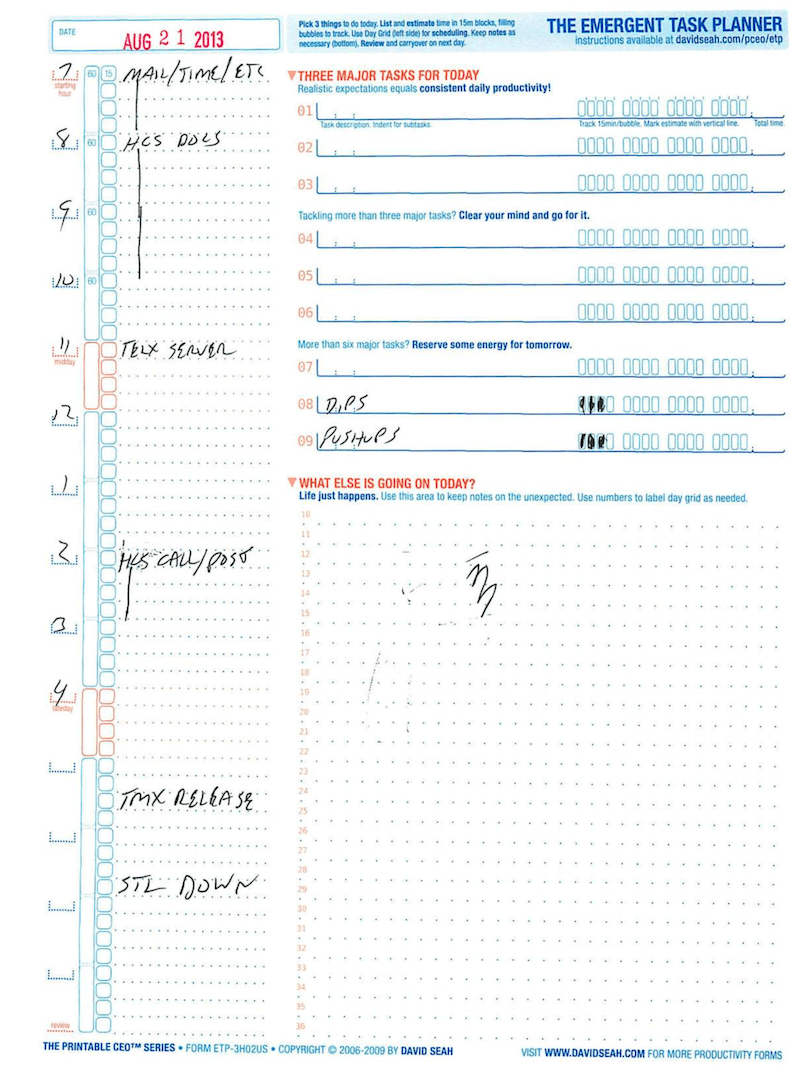 DATE
AUG 21 2013
Pick 3 things to do today. List and estimate time in 15m blocks, filling
bubbles to track. Use Day Grid (left side) for scheduling. Keep notes as
necessary (bottom). Review and carryover on next day.
THE EMERGENT TASK PLANNER
instructions available at davidseah.com/pceo/etp
7
starting
hour
60 15
MAIL/TIME/ETC
8
60
HCS DOCS
9
60
10
60
11
midday
TELX SERVER
12
1
2
HCS CALL/POST
3
4
TMX RELEASE
STL DOWN
review
THREE MAJOR TASKS FOR TODAY
Realistic expectations equals consistent daily productivity!
01
Task description. Indent for subtasks.
Track 15min/bubble. Mark estimate with vertical line. Total time.
02
03
Tackling more than three major tasks? Clear your mind and go for it.
04
05
06
More than six major tasks? Reserve some energy for tomorrow.
07
08 DIPS
09 PUSHUPS
WHAT ELSE IS GOING ON TODAY?
Life just happens. Use this area to keep notes on the unexpected. Use numbers to label day grid as needed.
10
11
12
13
14
15
16
17
18
19
20
21
22
23
24
25
26
27
28
29
30
31
32
33
34
35
36
THE PRINTABLE CEO™ SERIES • FORM ETP-3H02US • COPYRIGHT © 2006-2009 BY DAVID SEAH
VISIT WWW.DAVIDSEAH.COM FOR MORE PRODUCTIVITY FORMS